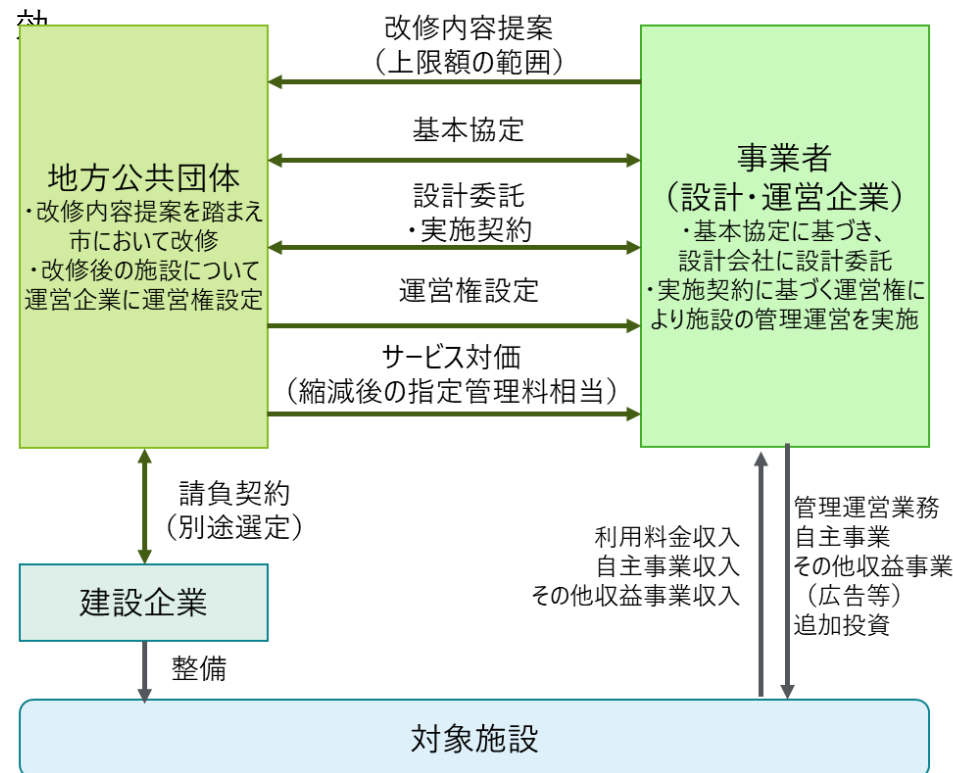 改修内容提案
（上限額の範囲）
基本協定
設計委託
・実施契約
運営権設定
サービス対価
（縮減後の指定管理料相当）
地方公共団体
・改修内容提案を踏まえ
市において改修
・改修後の施設について
運営企業に運営権設定
事業者
（設計・運営企業）
・基本協定に基づき、
設計会社に設計委託
・実施契約に基づく運営権に
より施設の管理運営を実施
請負契約
（別途選定）
建設企業
整備
利用料金収入
自主事業収入
その他収益事業収入
管理運営業務
自主事業
その他収益事業
（広告等）
追加投資
対象施設